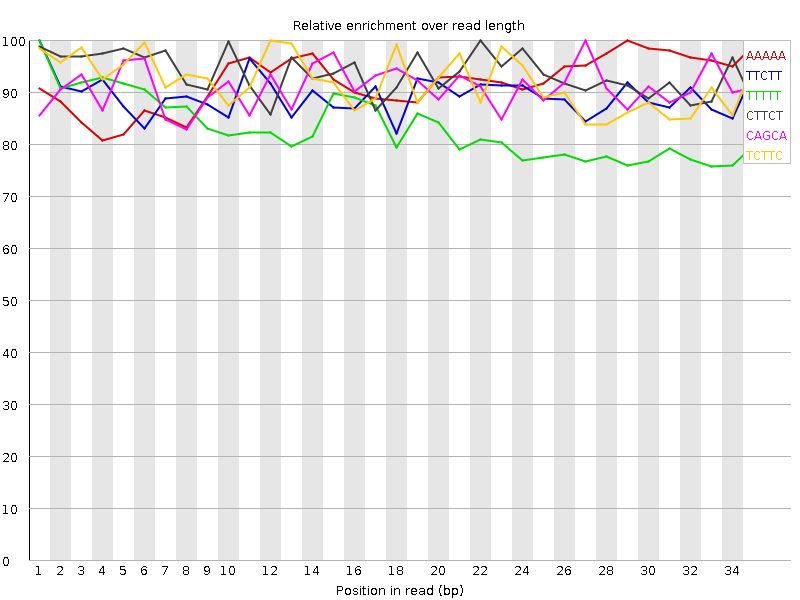 Relative enrichment over read length
100
90
80
70
60
50
40
30
20
10
0
AAAAA
TTCTT
TTTTT
CTTCT
CAGCA
TCTTC
1 2 3 4 5 6 7 8 9 10 12 14 16 18 20 22 24 26 28 30 32 34
Position in read (bp)